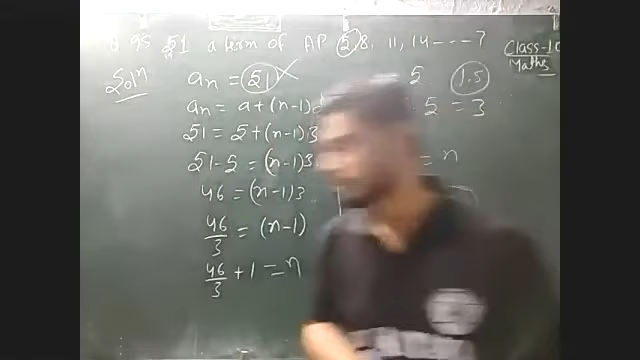 Q Is 51 a term of AP 5 8, 11, 14 ---- ?
Class-10
Maths
Solⁿ
aₙ = 51
5
1.5
aₙ = a+(n-1)d
5 = 3
51 = 5+(n-1)3
51-5 = (n-1)3
= n
46 = (n-1)3
46/3 = (n-1)
46/3 + 1 = n